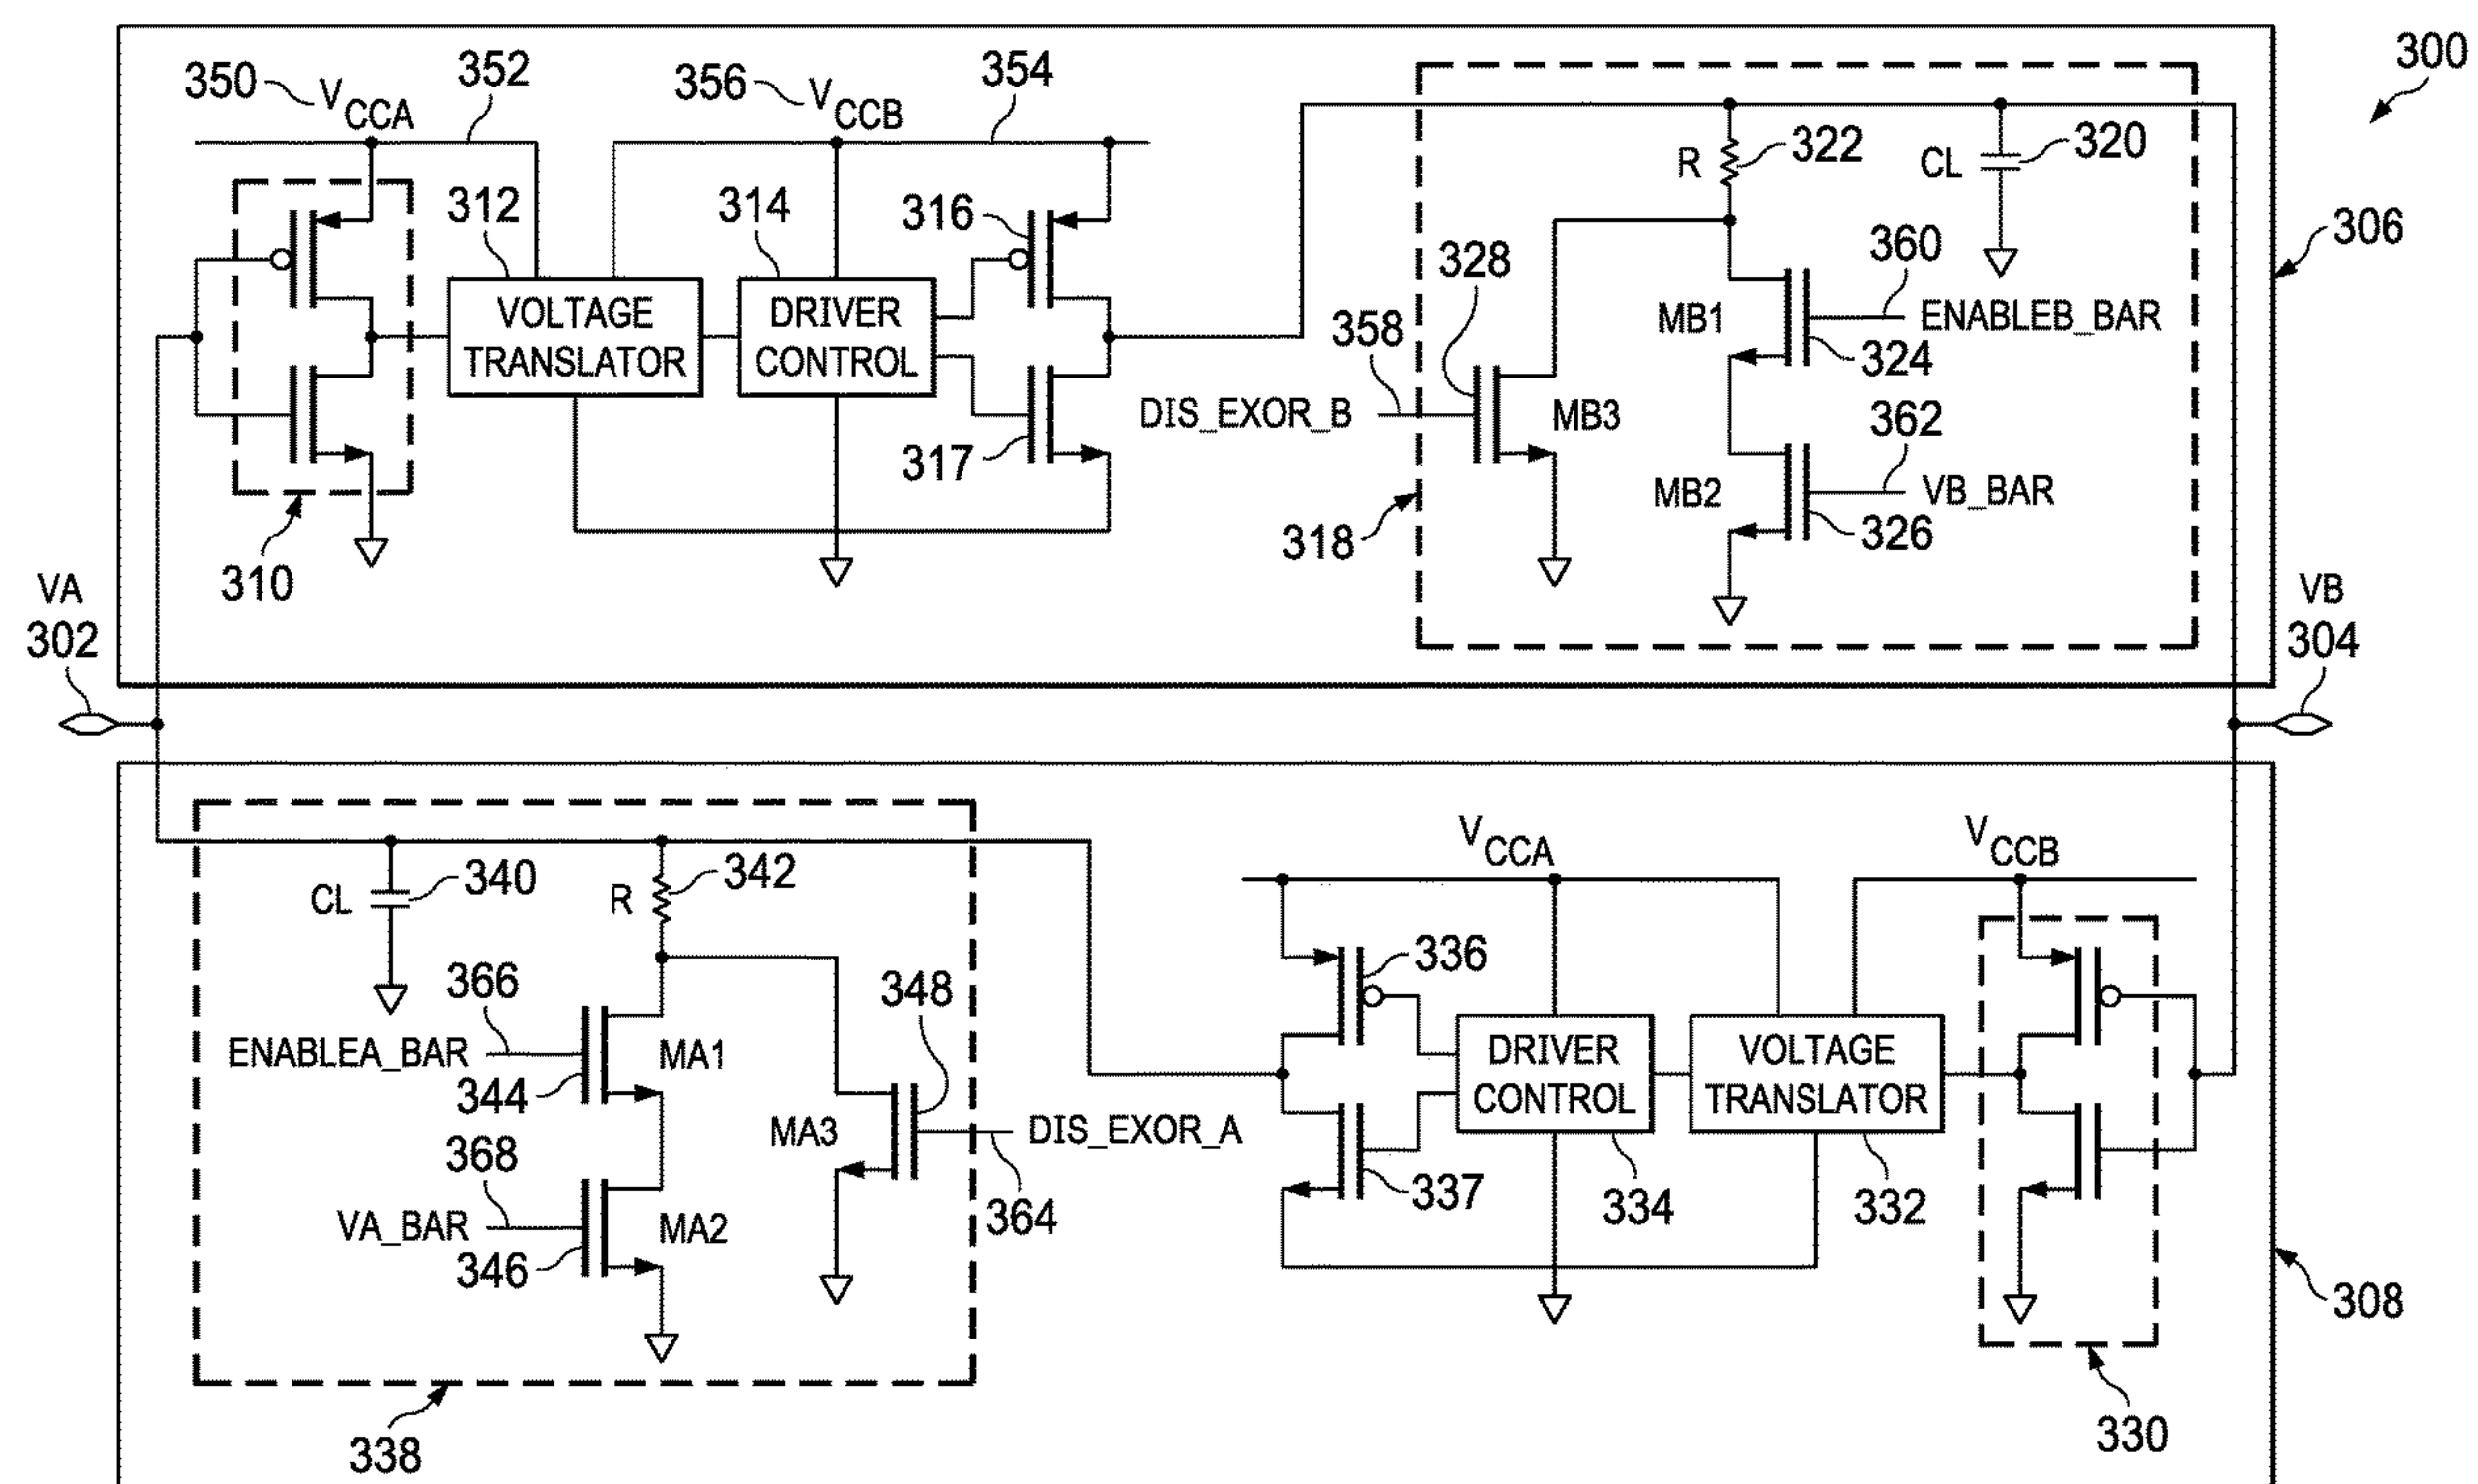 300
350
VCCA
352
356
VCCB
354
R
322
CL
320
306
312
314
316
VOLTAGE
TRANSLATOR
DRIVER
CONTROL
317
310
328
358
DIS_EXOR_B
MB3
MB1
360
ENABLEB_BAR
324
362
MB2
VB_BAR
326
318
VA
302
VB
304
CL
340
R
342
366
ENABLEA_BAR
344
MA1
348
368
VA_BAR
346
MA2
MA3
DIS_EXOR_A
364
338
VCCA
VCCB
336
DRIVER
CONTROL
VOLTAGE
TRANSLATOR
337
334
332
308
330